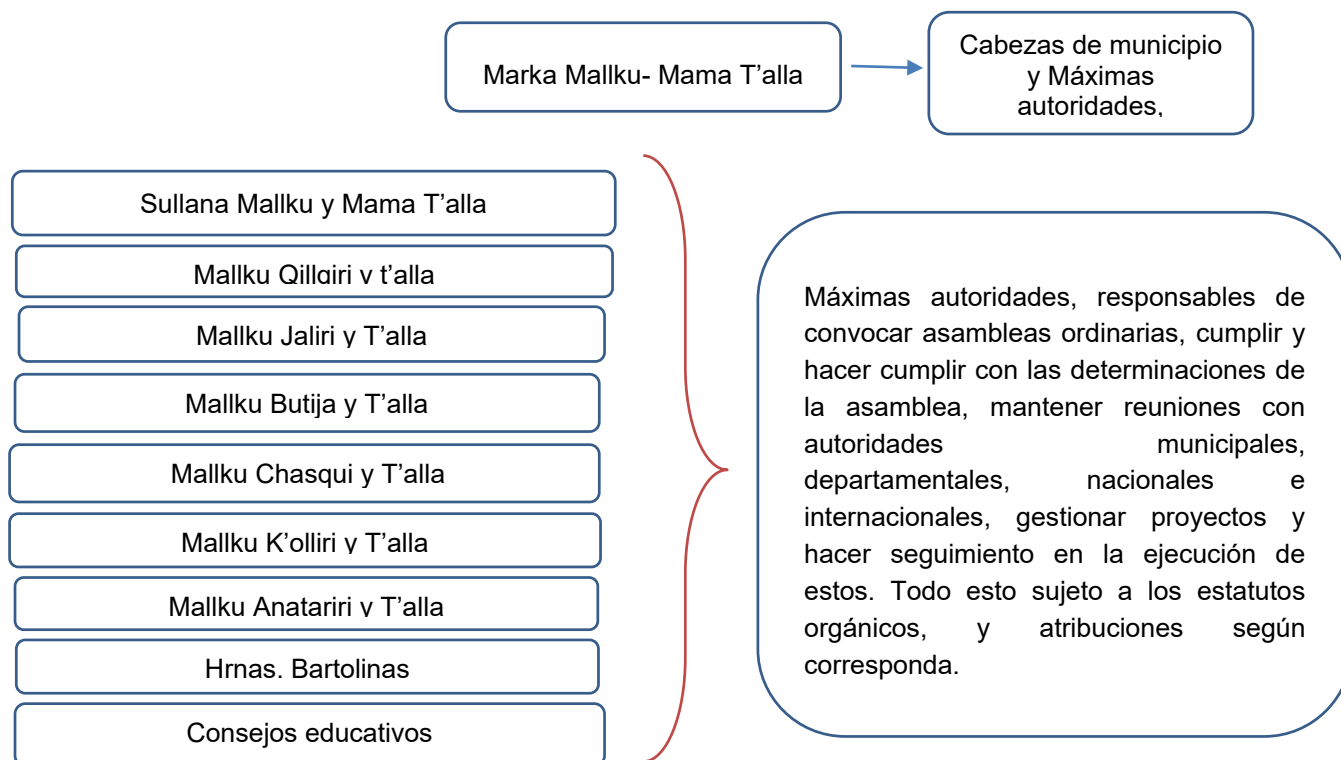 Marka Mallku- Mama T’alla
Cabezas de municipio
y Máximas
autoridades,
Sullana Mallku y Mama T’alla
Mallku Qillqiri y t’alla
Mallku Jaliri y T’alla
Mallku Butija y T’alla
Mallku Chasqui y T’alla
Mallku K’olliri y T’alla
Mallku Anatariri y T’alla
Hrnas. Bartolinas
Consejos educativos
Máximas autoridades, responsables de
convocar asambleas ordinarias, cumplir y
hacer cumplir con las determinaciones de
la asamblea, mantener reuniones con
autoridades municipales,
departamentales, nacionales e
internacionales, gestionar proyectos y
hacer seguimiento en la ejecución de
estos. Todo esto sujeto a los estatutos
orgánicos, y atribuciones según
corresponda.